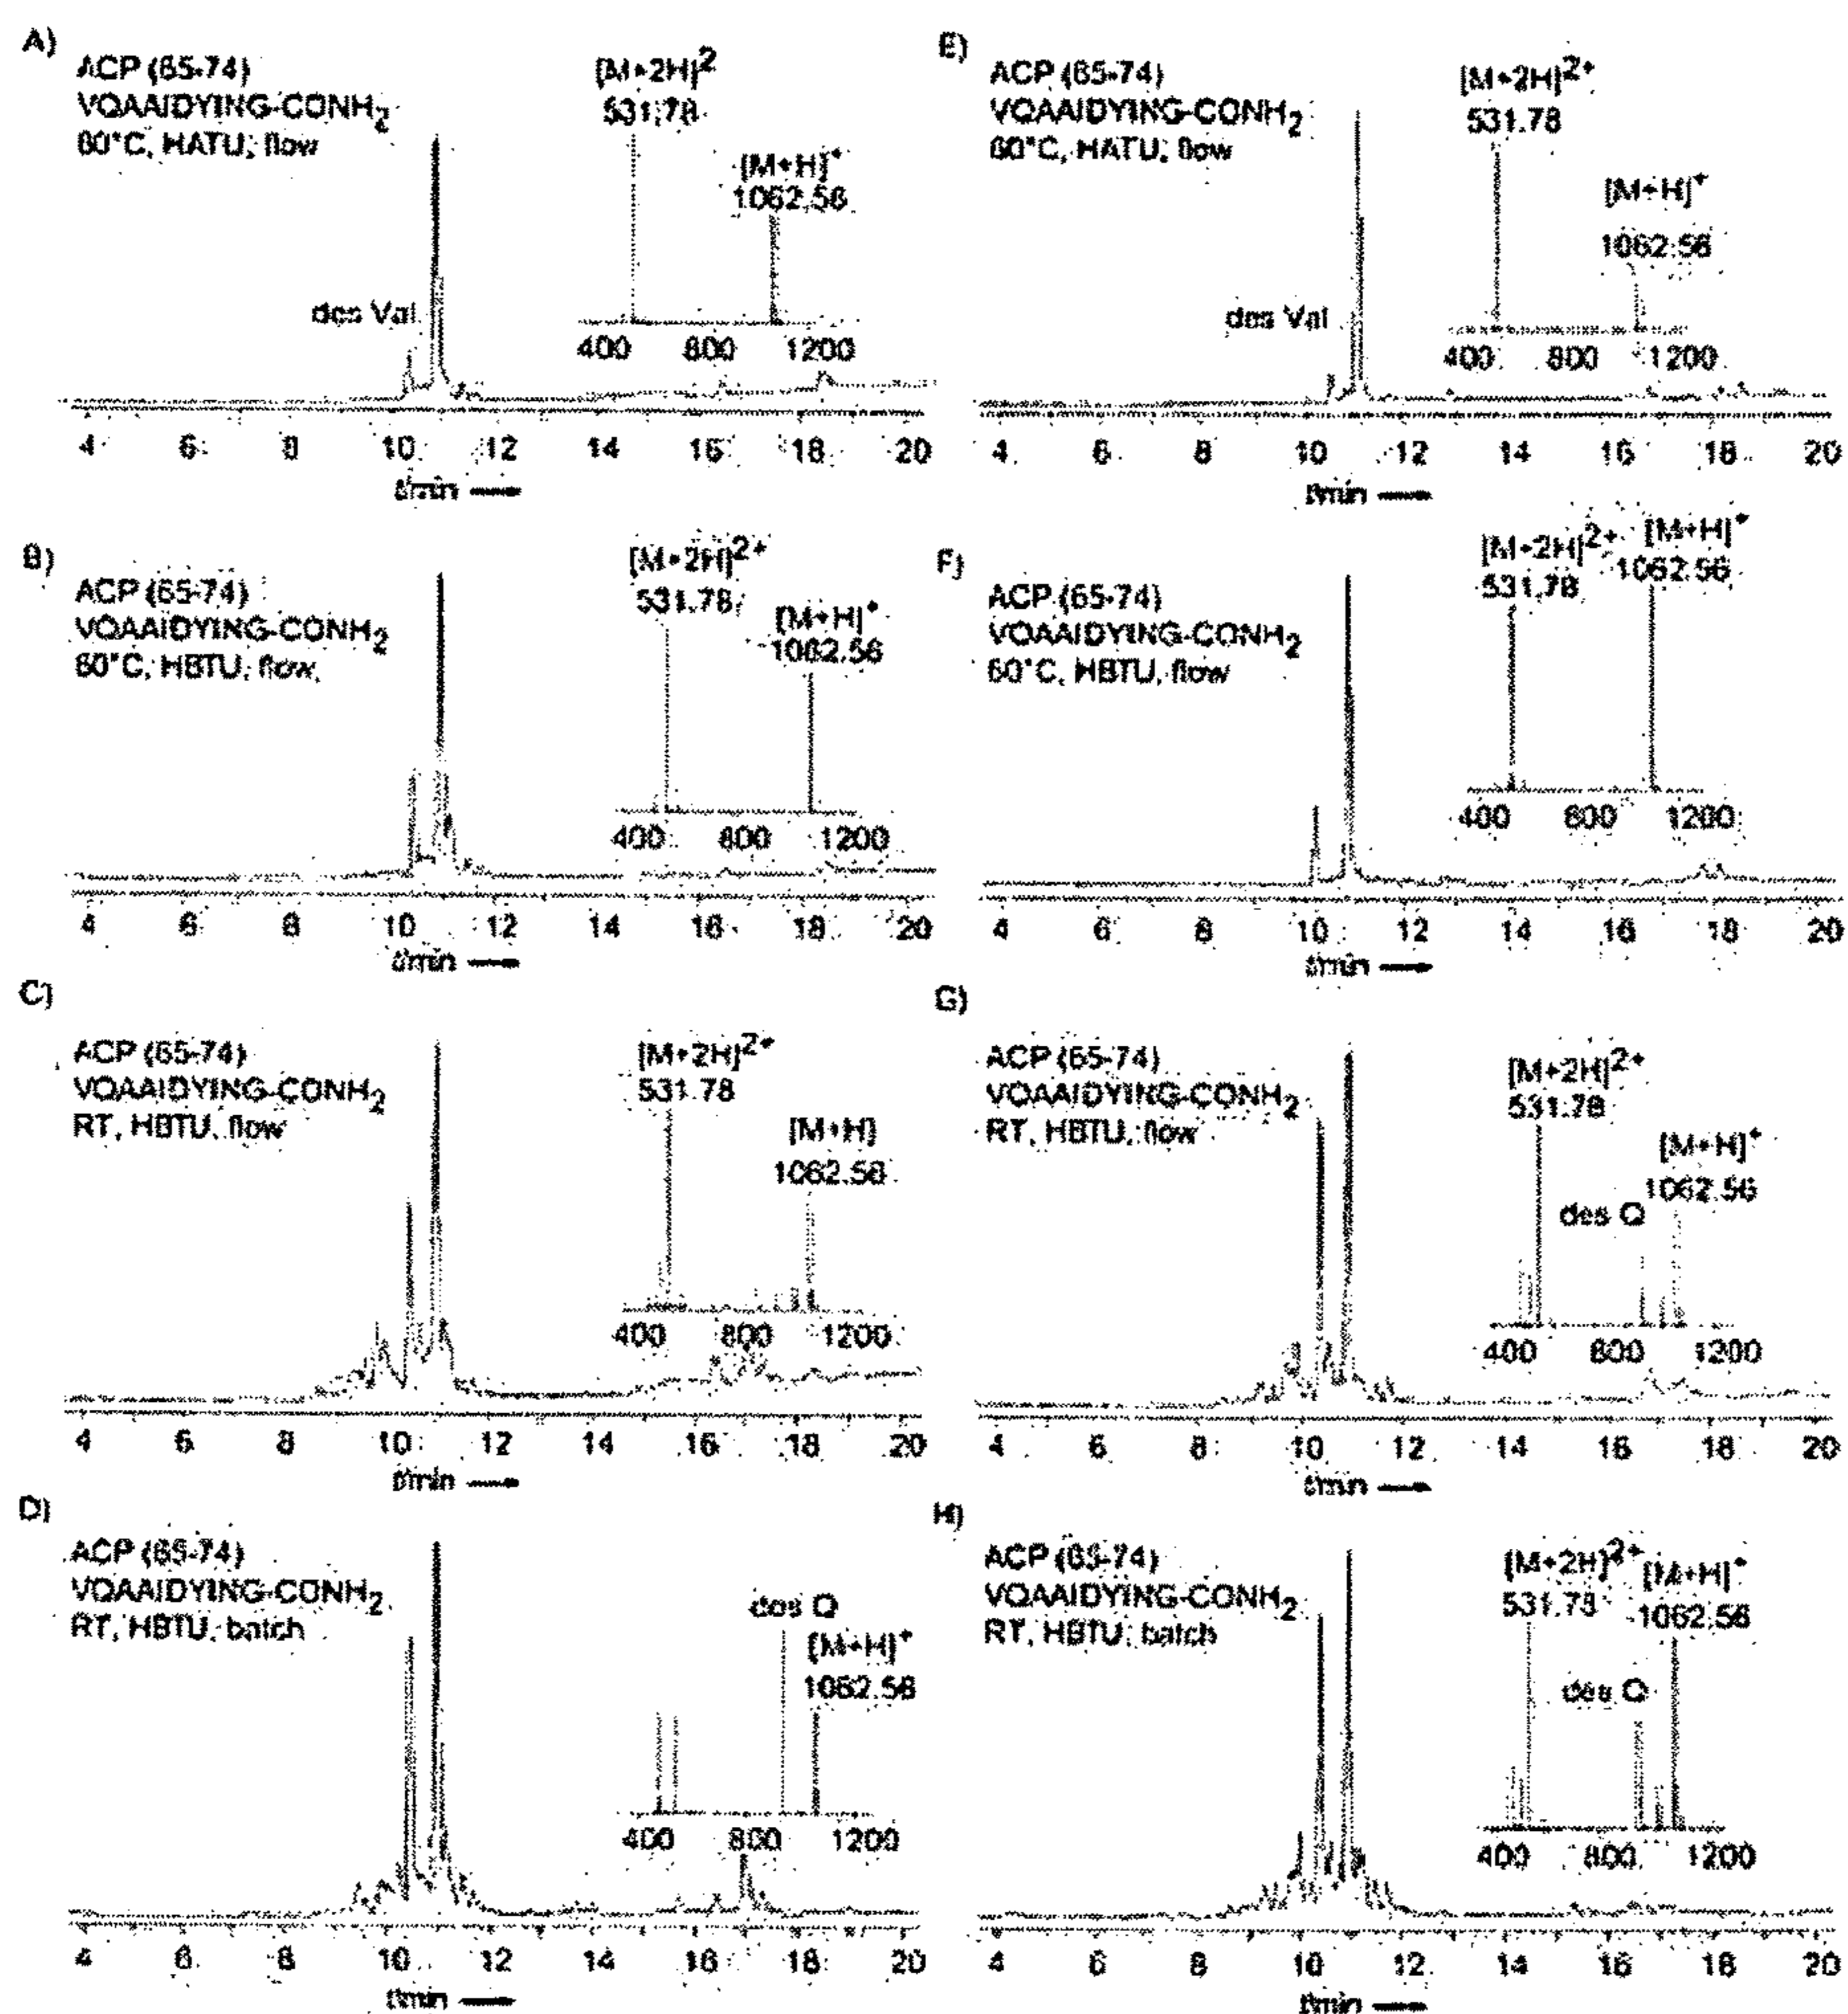 A)
ACP (65-74)
VQAAIDYING-CONH2
60°C, HATU, flow
[M+2H]2
531.78
[M+H]+
1062.56
des Val
400 800 1200
4 6 8 10 12 14 16 18 20
t/min →
B)
ACP (65-74)
VQAAIDYING-CONH2
60°C, HBTU, flow
[M+2H]2+
531.78
[M+H]+
1062.56
400 800 1200
4 6 8 10 12 14 16 18 20
t/min →
C)
ACP (65-74)
VQAAIDYING-CONH2
RT, HBTU, flow
[M+2H]2+
531.78
[M+H]
1062.56
400 800 1200
4 6 8 10 12 14 16 18 20
t/min →
D)
ACP (65-74)
VQAAIDYING-CONH2
RT, HBTU, batch
des Q
[M+H]+
1062.56
400 800 1200
4 6 8 10 12 14 16 18 20
t/min →
E)
ACP (65-74)
VQAAIDYING-CONH2
60°C, HATU, flow
[M+2H]2+
531.78
[M+H]+
1062.56
des Val
400 800 1200
4 6 8 10 12 14 16 18 20
t/min →
F)
ACP (65-74)
VQAAIDYING-CONH2
60°C, HBTU, flow
[M+2H]2+
531.78
[M+H]+
1062.56
400 800 1200
4 6 8 10 12 14 16 18 20
t/min →
G)
ACP (65-74)
VQAAIDYING-CONH2
RT, HBTU, flow
[M+2H]2+
531.78
[M+H]+
1062.56
des Q
400 800 1200
4 6 8 10 12 14 16 18 20
t/min →
H)
ACP (65-74)
VQAAIDYING-CONH2
RT, HBTU, batch
[M+2H]2+
531.78
[M+H]+
1062.56
des Q
400 800 1200
4 6 8 10 12 14 16 18 20
t/min →